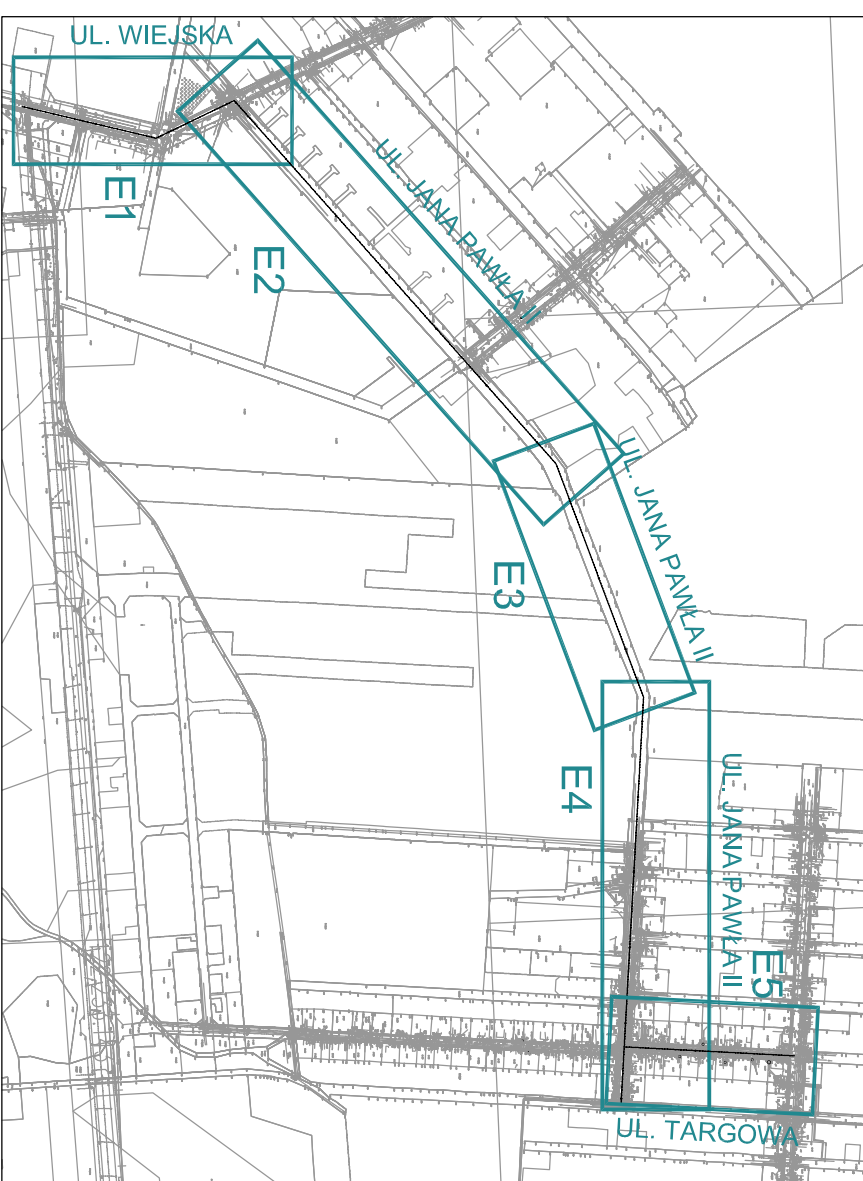 UL. WIEJSKA
E1
E2
UL. JANA PAWŁA II
UL. JANA PAWŁA II
E3
E4
UL. JANA PAWŁA II
E5
UL. TARGOWA